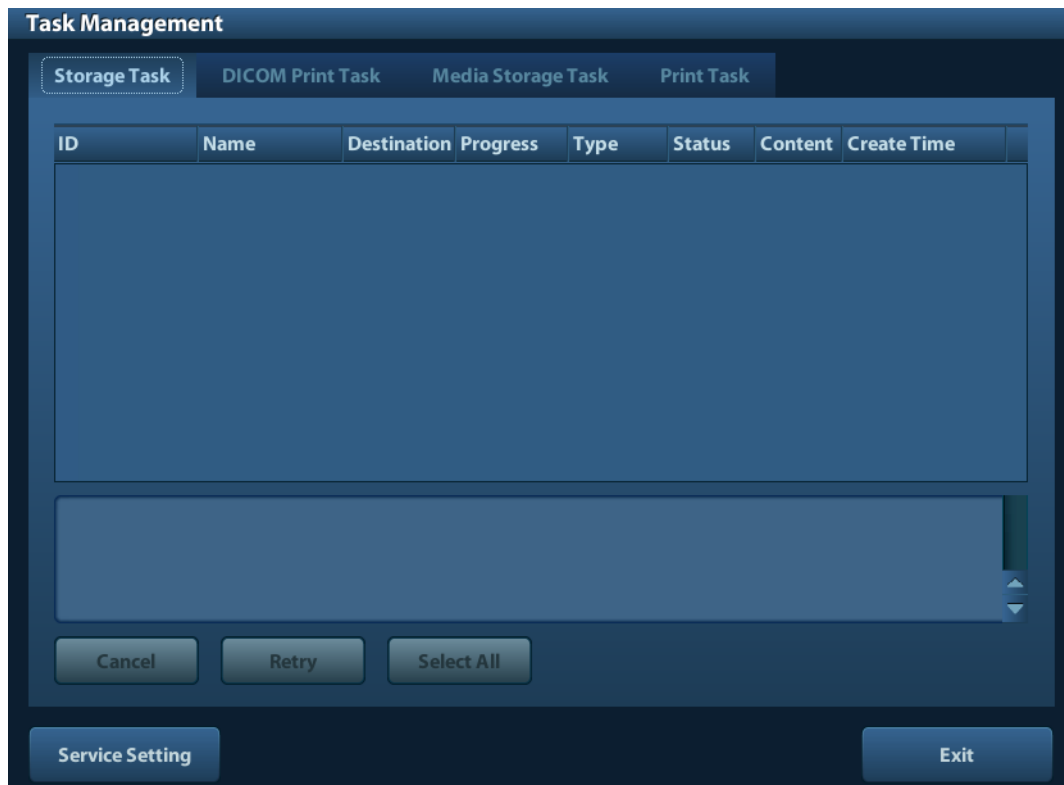 Task Management
Storage Task DICOM Print Task Media Storage Task Print Task
ID Name Destination Progress Type Status Content Create Time
Cancel Retry Select All
Service Setting Exit